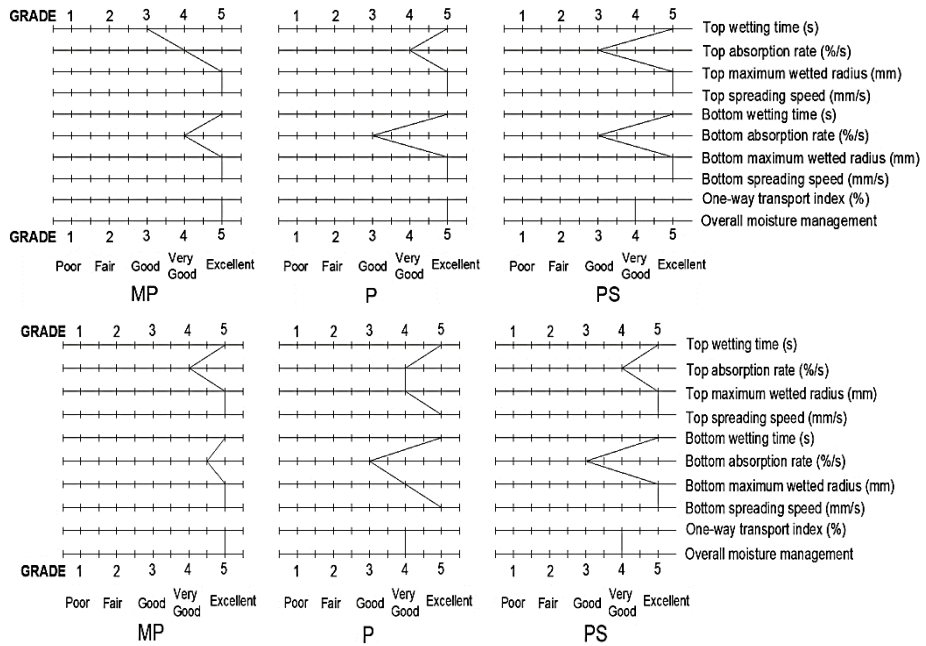 GRADE 1 2 3 4 5 1 2 3 4 5 1 2 3 4 5
Top wetting time (s)
Top absorption rate (%/s)
Top maximum wetted radius (mm)
Top spreading speed (mm/s)
Bottom wetting time (s)
Bottom absorption rate (%/s)
Bottom maximum wetted radius (mm)
Bottom spreading speed (mm/s)
One-way transport index (%)
Overall moisture management
GRADE 1 2 3 4 5 1 2 3 4 5 1 2 3 4 5
Poor Fair Good Very Good Excellent Poor Fair Good Very Good Excellent Poor Fair Good Very Good Excellent
MP P PS
GRADE 1 2 3 4 5 1 2 3 4 5 1 2 3 4 5
Top wetting time (s)
Top absorption rate (%/s)
Top maximum wetted radius (mm)
Top spreading speed (mm/s)
Bottom wetting time (s)
Bottom absorption rate (%/s)
Bottom maximum wetted radius (mm)
Bottom spreading speed (mm/s)
One-way transport index (%)
Overall moisture management
GRADE 1 2 3 4 5 1 2 3 4 5 1 2 3 4 5
Poor Fair Good Very Good Excellent Poor Fair Good Very Good Excellent Poor Fair Good Very Good Excellent
MP P PS